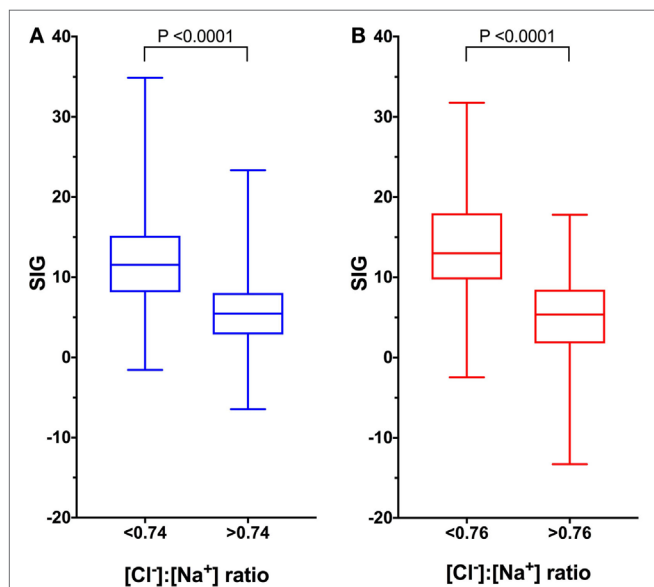 A
P <0.0001
SIG
40
30
20
10
0
-10
-20
<0.74
>0.74
[Cl⁻]:[Na⁺] ratio
B
P <0.0001
SIG
40
30
20
10
0
-10
-20
<0.76
>0.76
[Cl⁻]:[Na⁺] ratio